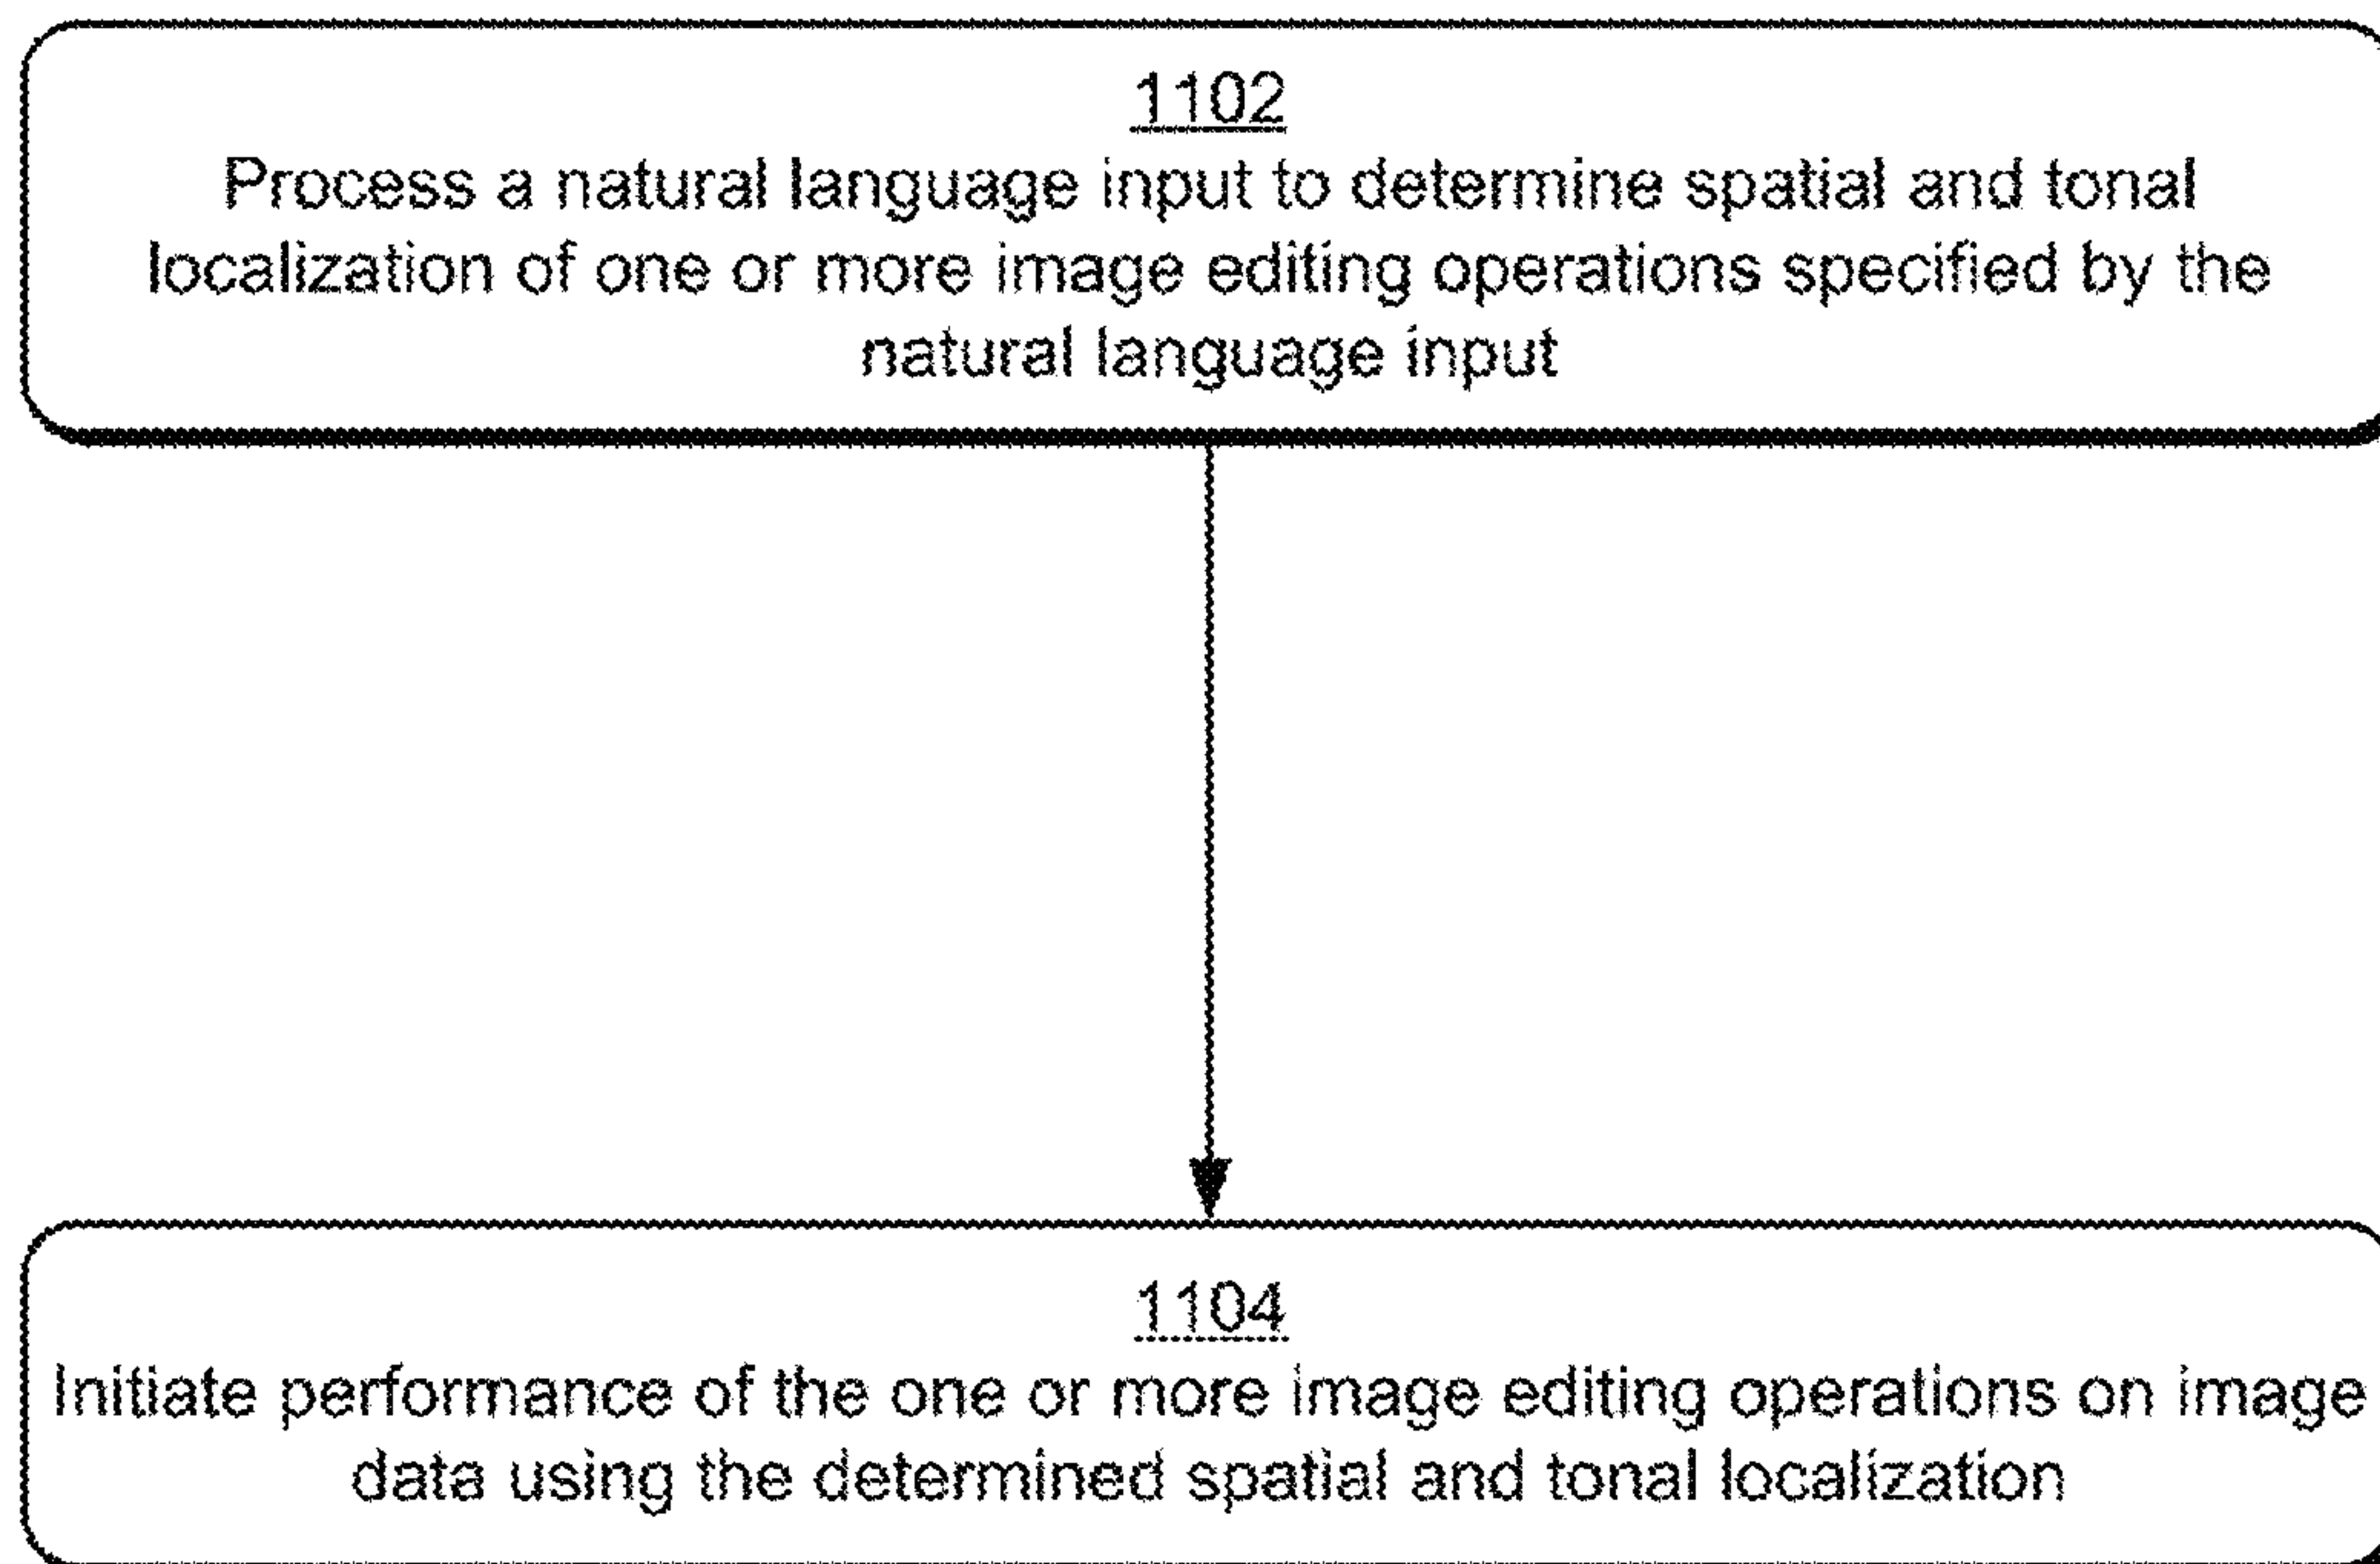 1102
Process a natural language input to determine spatial and tonal
localization of one or more image editing operations specified by the
natural language input
1104
Initiate performance of the one or more image editing operations on image
data using the determined spatial and tonal localization